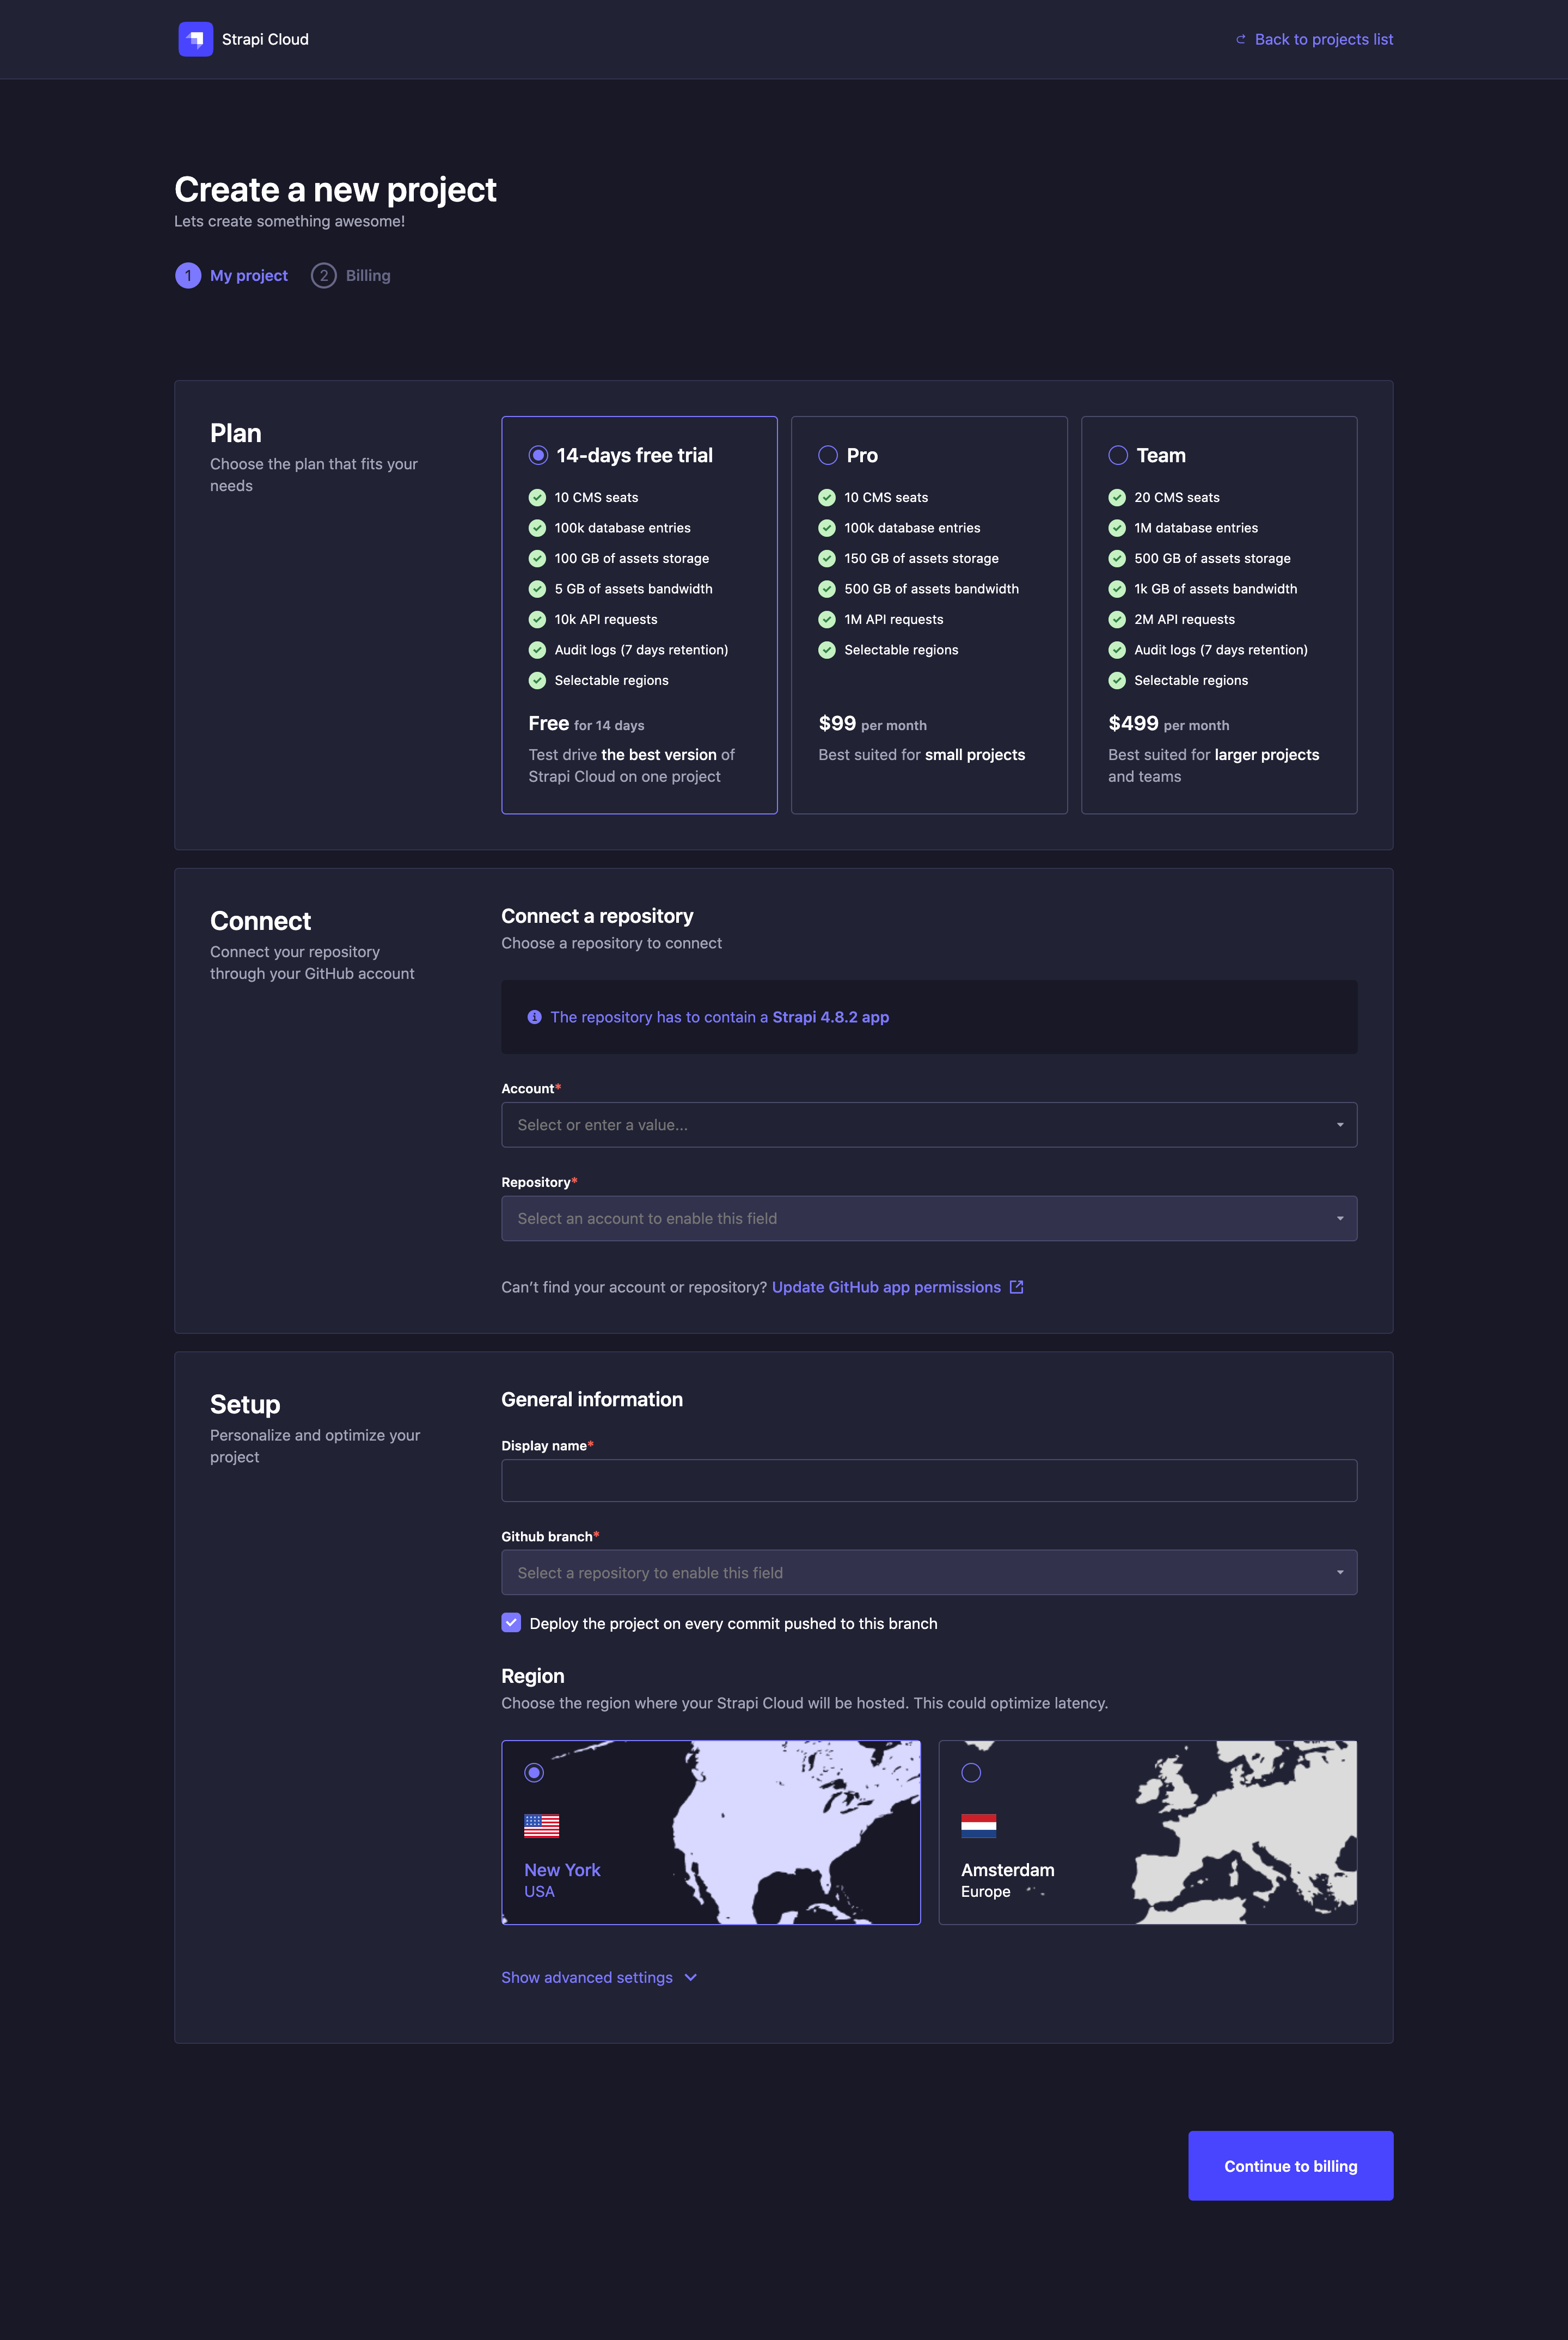 Strapi Cloud
Back to projects list
Create a new project
Lets create something awesome!
1 My project 2 Billing
Plan
Choose the plan that fits your
needs
14-days free trial
10 CMS seats
100k database entries
100 GB of assets storage
5 GB of assets bandwidth
10k API requests
Audit logs (7 days retention)
Selectable regions
Free for 14 days
Test drive the best version of
Strapi Cloud on one project
Pro
10 CMS seats
100k database entries
150 GB of assets storage
500 GB of assets bandwidth
1M API requests
Selectable regions
$99 per month
Best suited for small projects
Team
20 CMS seats
1M database entries
500 GB of assets storage
1k GB of assets bandwidth
2M API requests
Audit logs (7 days retention)
Selectable regions
$499 per month
Best suited for larger projects
and teams
Connect
Connect your repository
through your GitHub account
Connect a repository
Choose a repository to connect
The repository has to contain a Strapi 4.8.2 app
Account*
Select or enter a value...
Repository*
Select an account to enable this field
Can't find your account or repository? Update GitHub app permissions
Setup
Personalize and optimize your
project
General information
Display name*
Github branch*
Select a repository to enable this field
Deploy the project on every commit pushed to this branch
Region
Choose the region where your Strapi Cloud will be hosted. This could optimize latency.
New York
USA
Amsterdam
Europe
Show advanced settings
Continue to billing